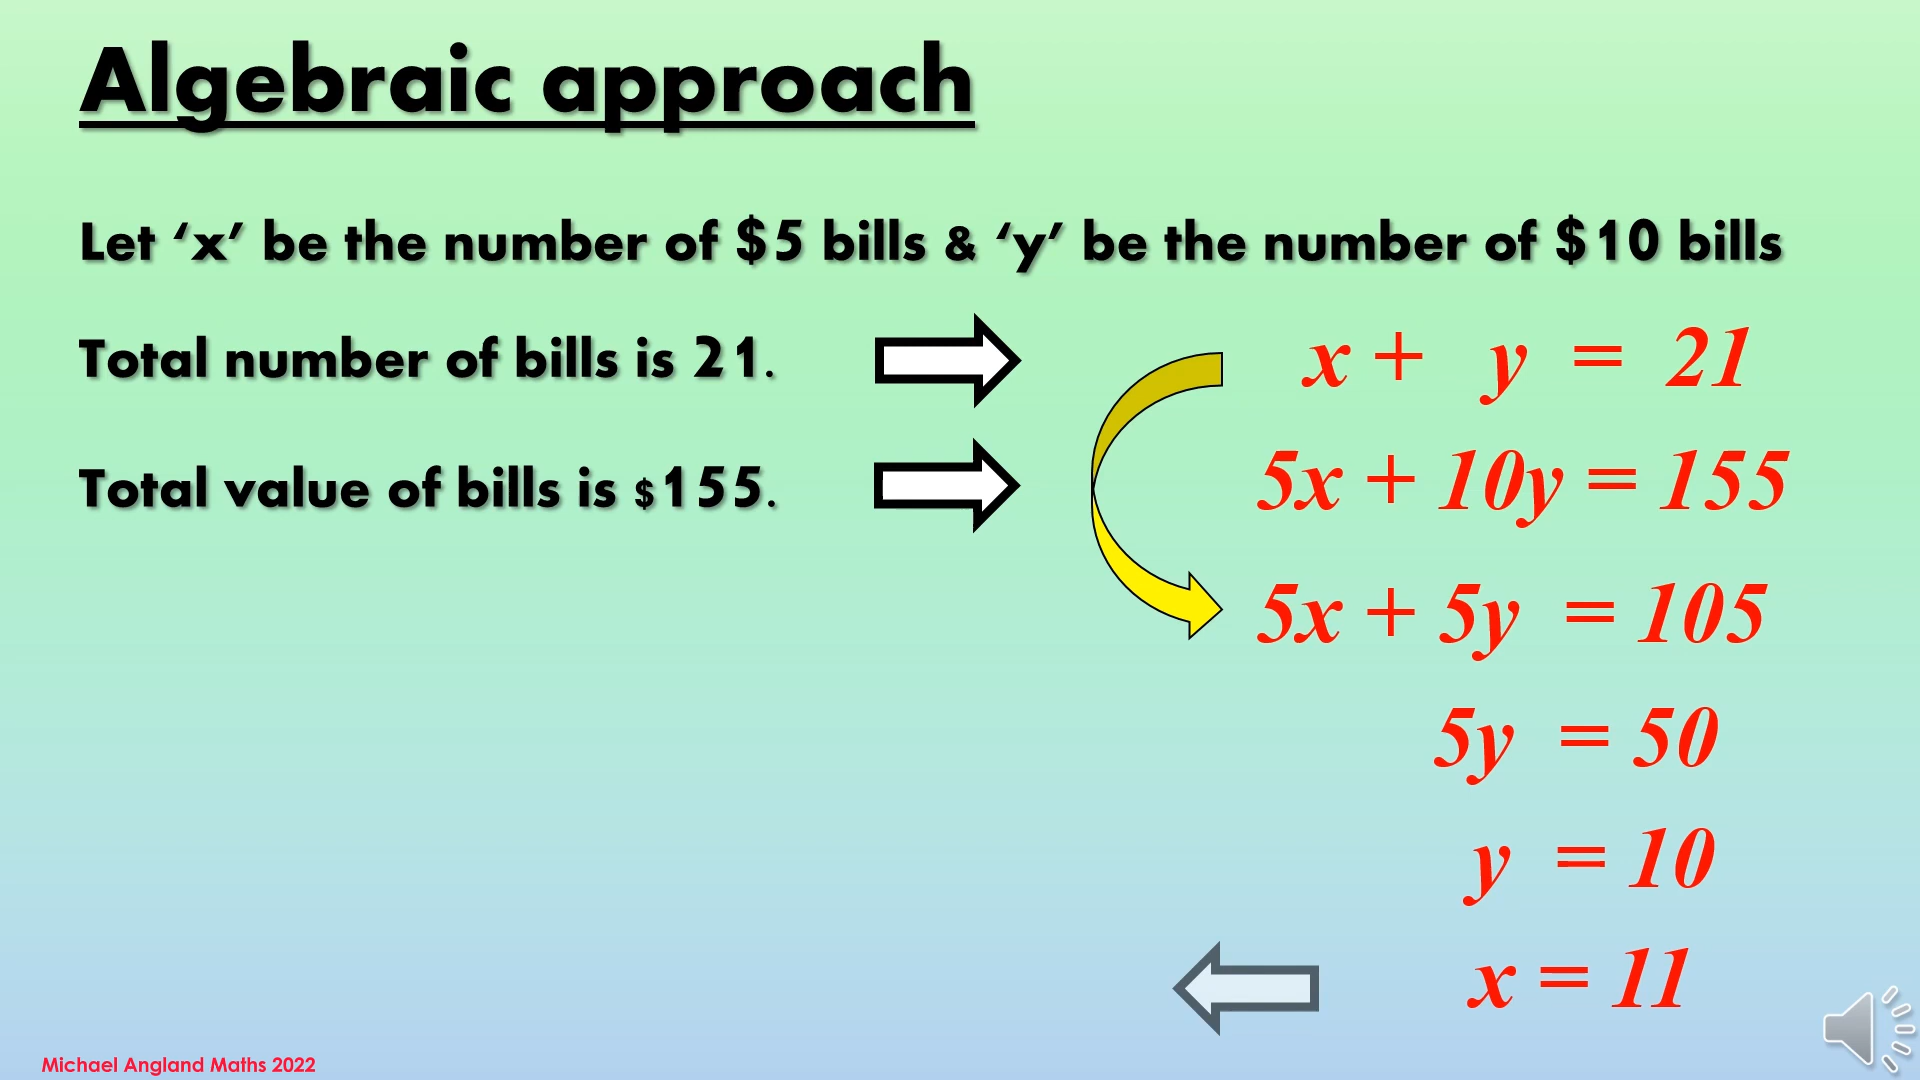 Algebraic approach
Let ‘x’ be the number of $5 bills & ‘y’ be the number of $10 bills
Total number of bills is 21.
x + y = 21
Total value of bills is $155.
5x + 10y = 155
5x + 5y = 105
5y = 50
y = 10
x = 11
Michael Angland Maths 2022